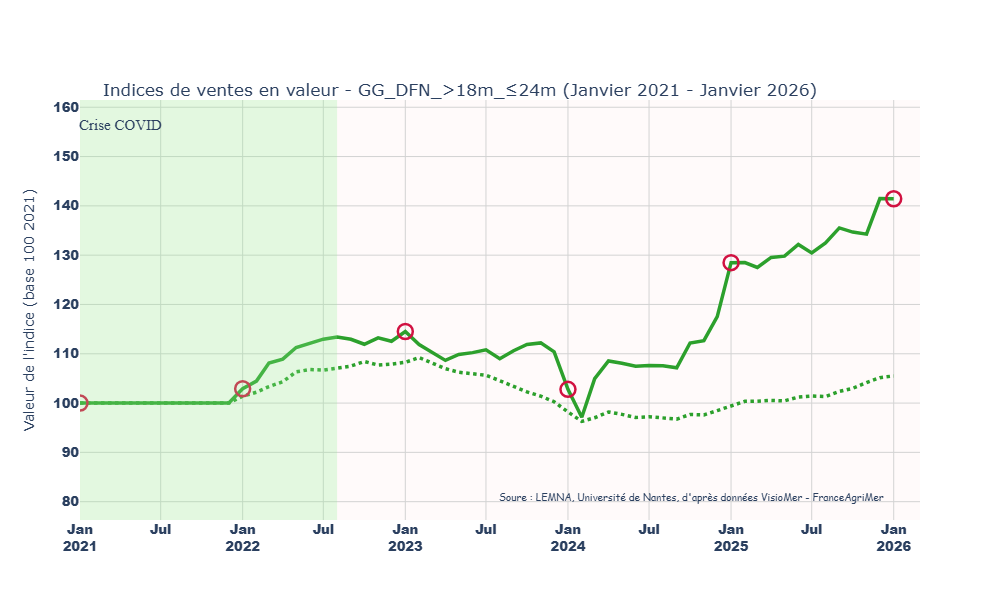 Indices de ventes en valeur - GG_DFN_>18m_≤24m (Janvier 2021 - Janvier 2026)
Crise COVID
Valeur de l'indice (base 100 2021)
160
150
140
130
120
110
100
90
80
Soure : LEMNA, Université de Nantes, d'après données VisioMer - FranceAgriMer
Jan Jul Jan Jul Jan Jul Jan Jul Jan Jul Jan
2021 2022 2023 2024 2025 2026